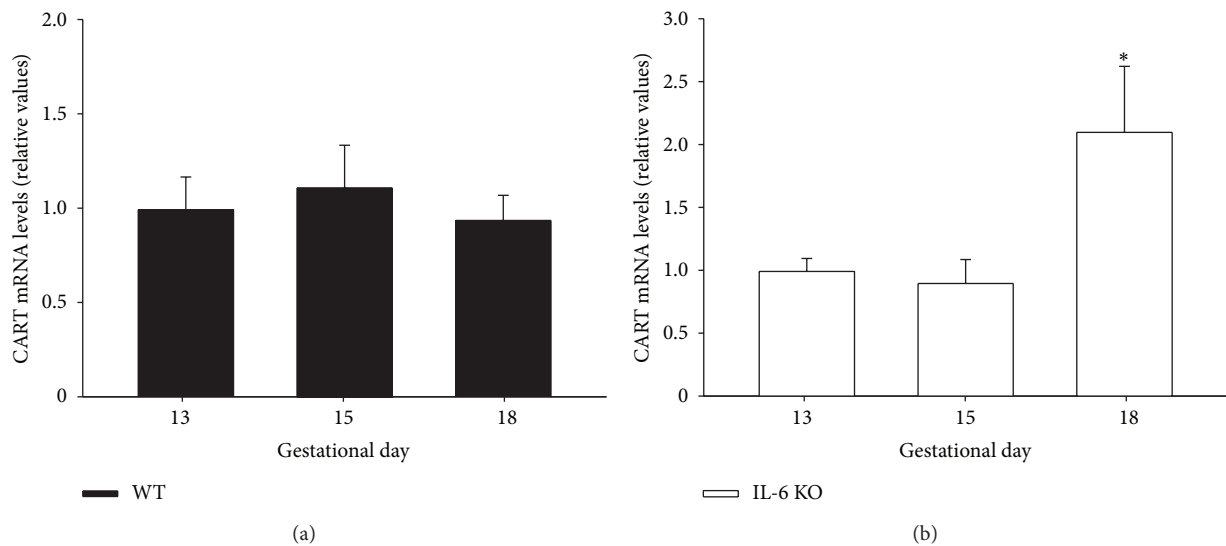 CART mRNA levels (relative values)
2.0
1.5
1.0
0.5
0
13
15
18
Gestational day
WT
(a)
CART mRNA levels (relative values)
3.0
2.5
2.0
1.5
1.0
0.5
0
*
13
15
18
Gestational day
IL-6 KO
(b)